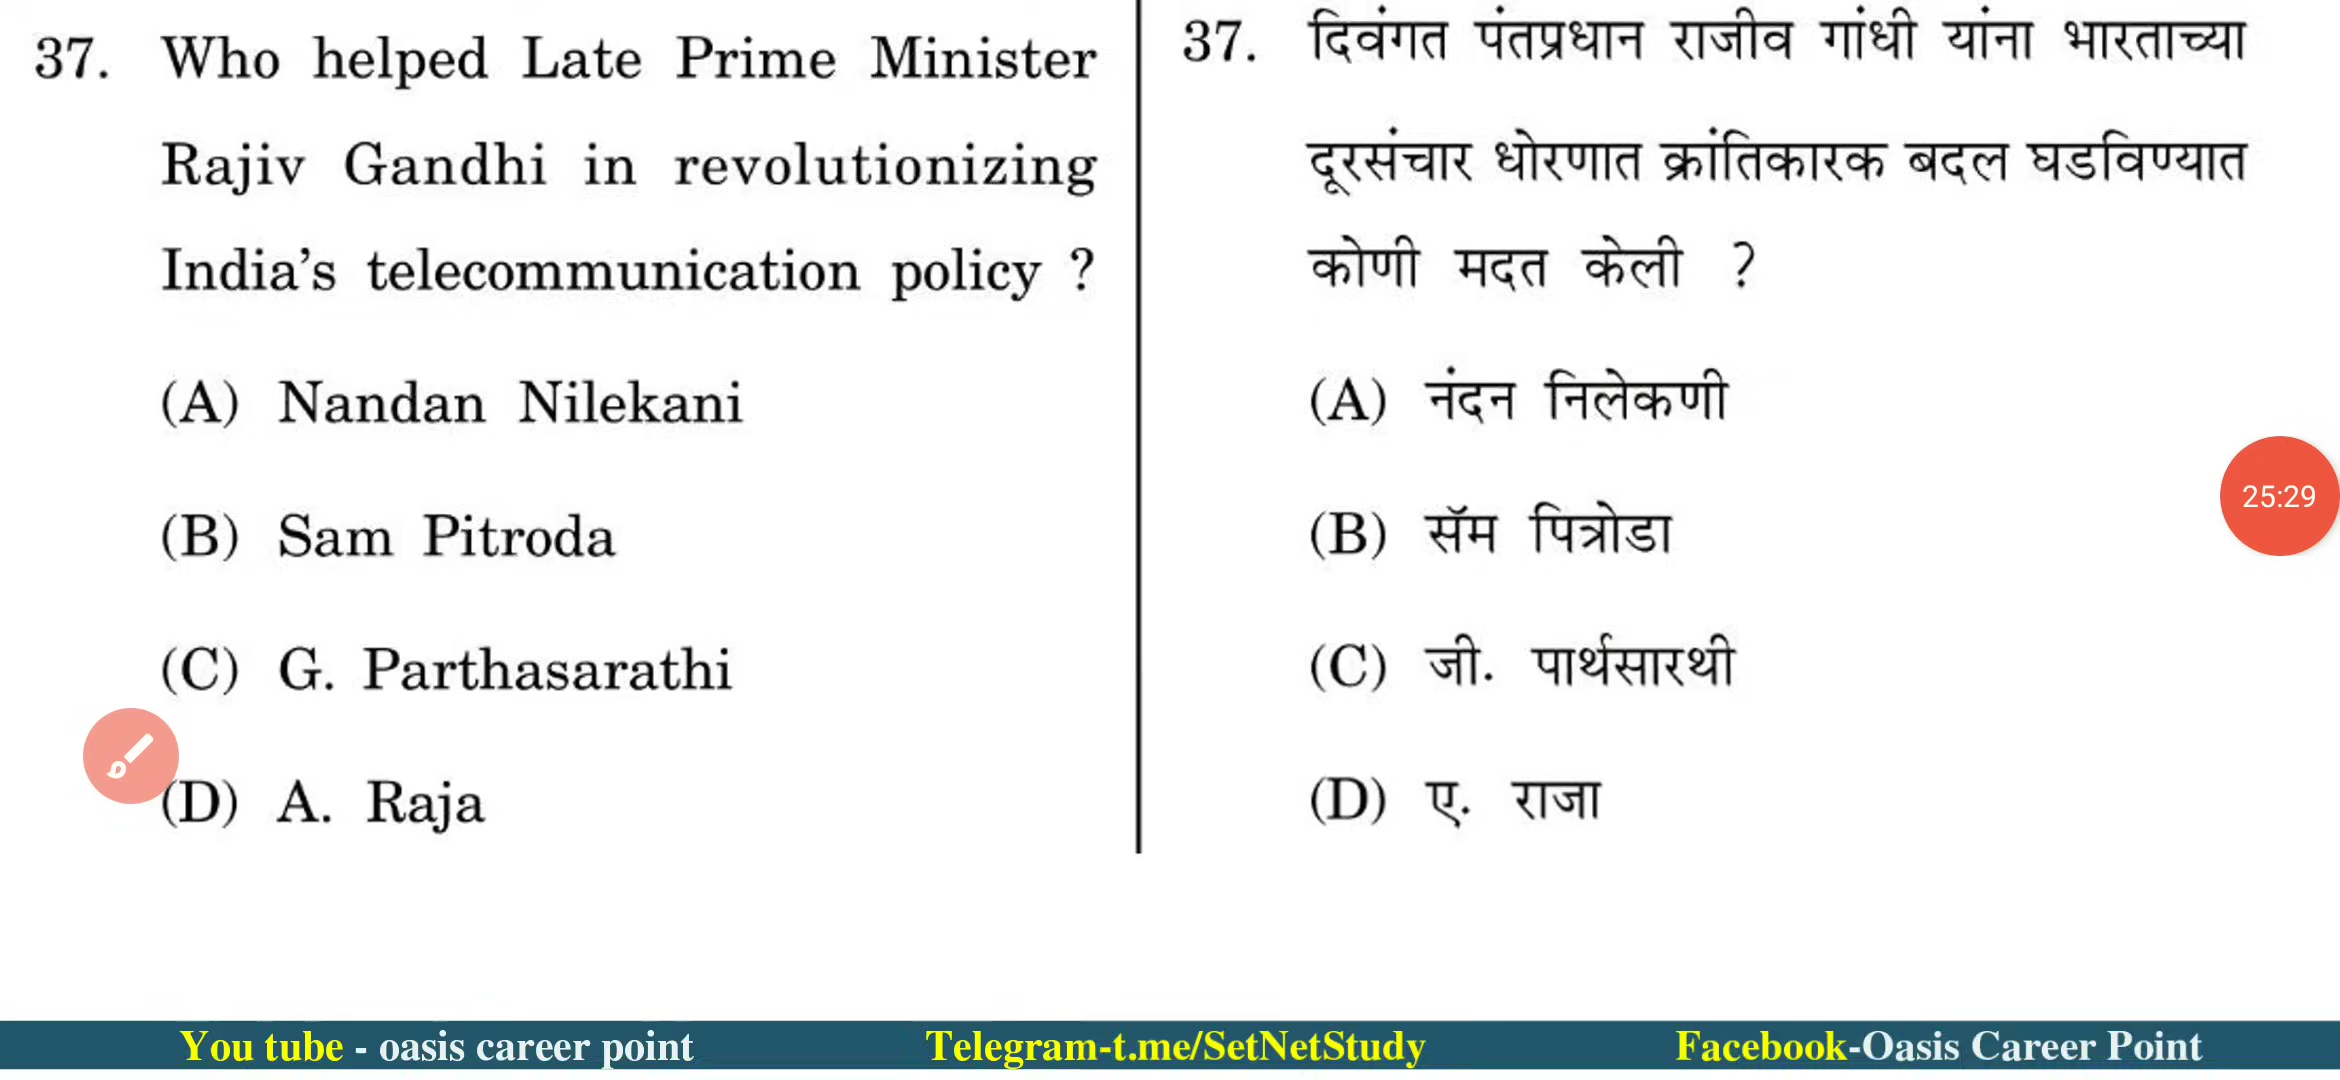 37. Who helped Late Prime Minister
Rajiv Gandhi in revolutionizing
India's telecommunication policy ?
(A) Nandan Nilekani
(B) Sam Pitroda
(C) G. Parthasarathi
(D) A. Raja
37. दिवंगत पंतप्रधान राजीव गांधी यांना भारताच्या
दूरसंचार धोरणात क्रांतिकारक बदल घडविण्यात
कोणी मदत केली ?
(A) नंदन निलेकणी
(B) सॅम पित्रोडा
(C) जी. पार्थसारथी
(D) ए. राजा
25:29
You tube - oasis career point Telegram-t.me/SetNetStudy Facebook-Oasis Career Point